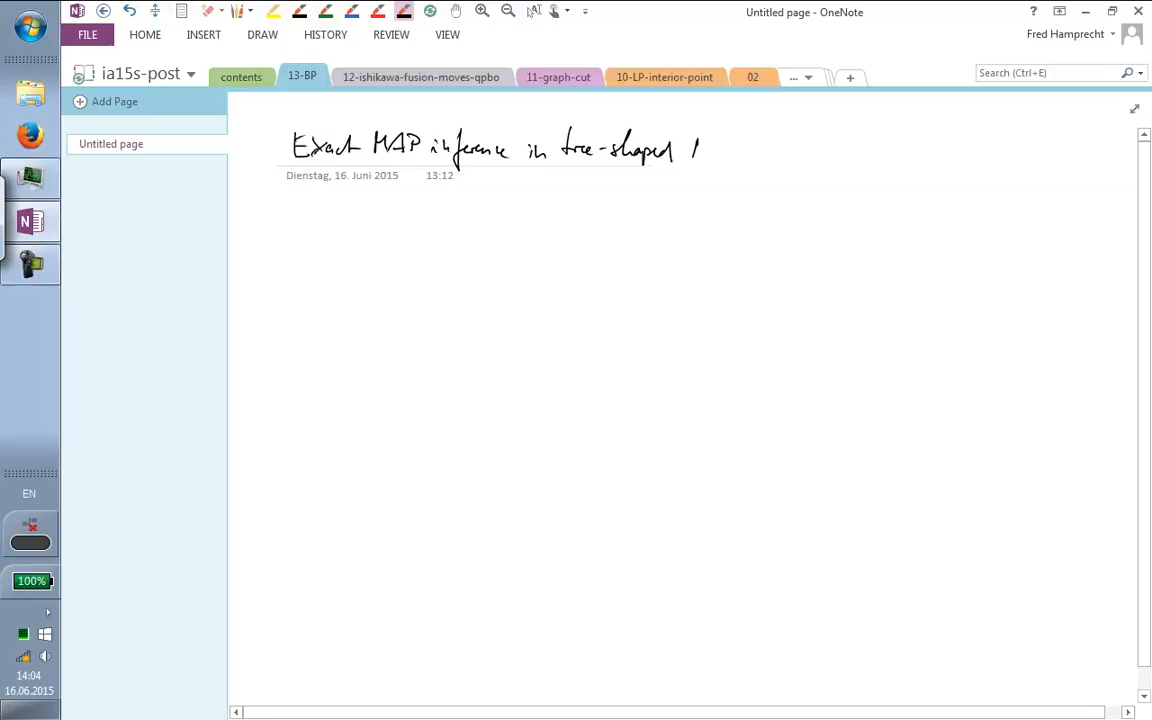 Untitled page - OneNote
FILE HOME INSERT DRAW HISTORY REVIEW VIEW
Fred Hamprecht
ia15s-post
contents 13-BP 12-ishikawa-fusion-moves-qpbo 11-graph-cut 10-LP-interior-point 02 ...
Search (Ctrl+E)
Add Page
Untitled page
Exact MAP inference in tree-shaped
Dienstag, 16. Juni 2015 13:12
EN
100%
14:04
16.06.2015